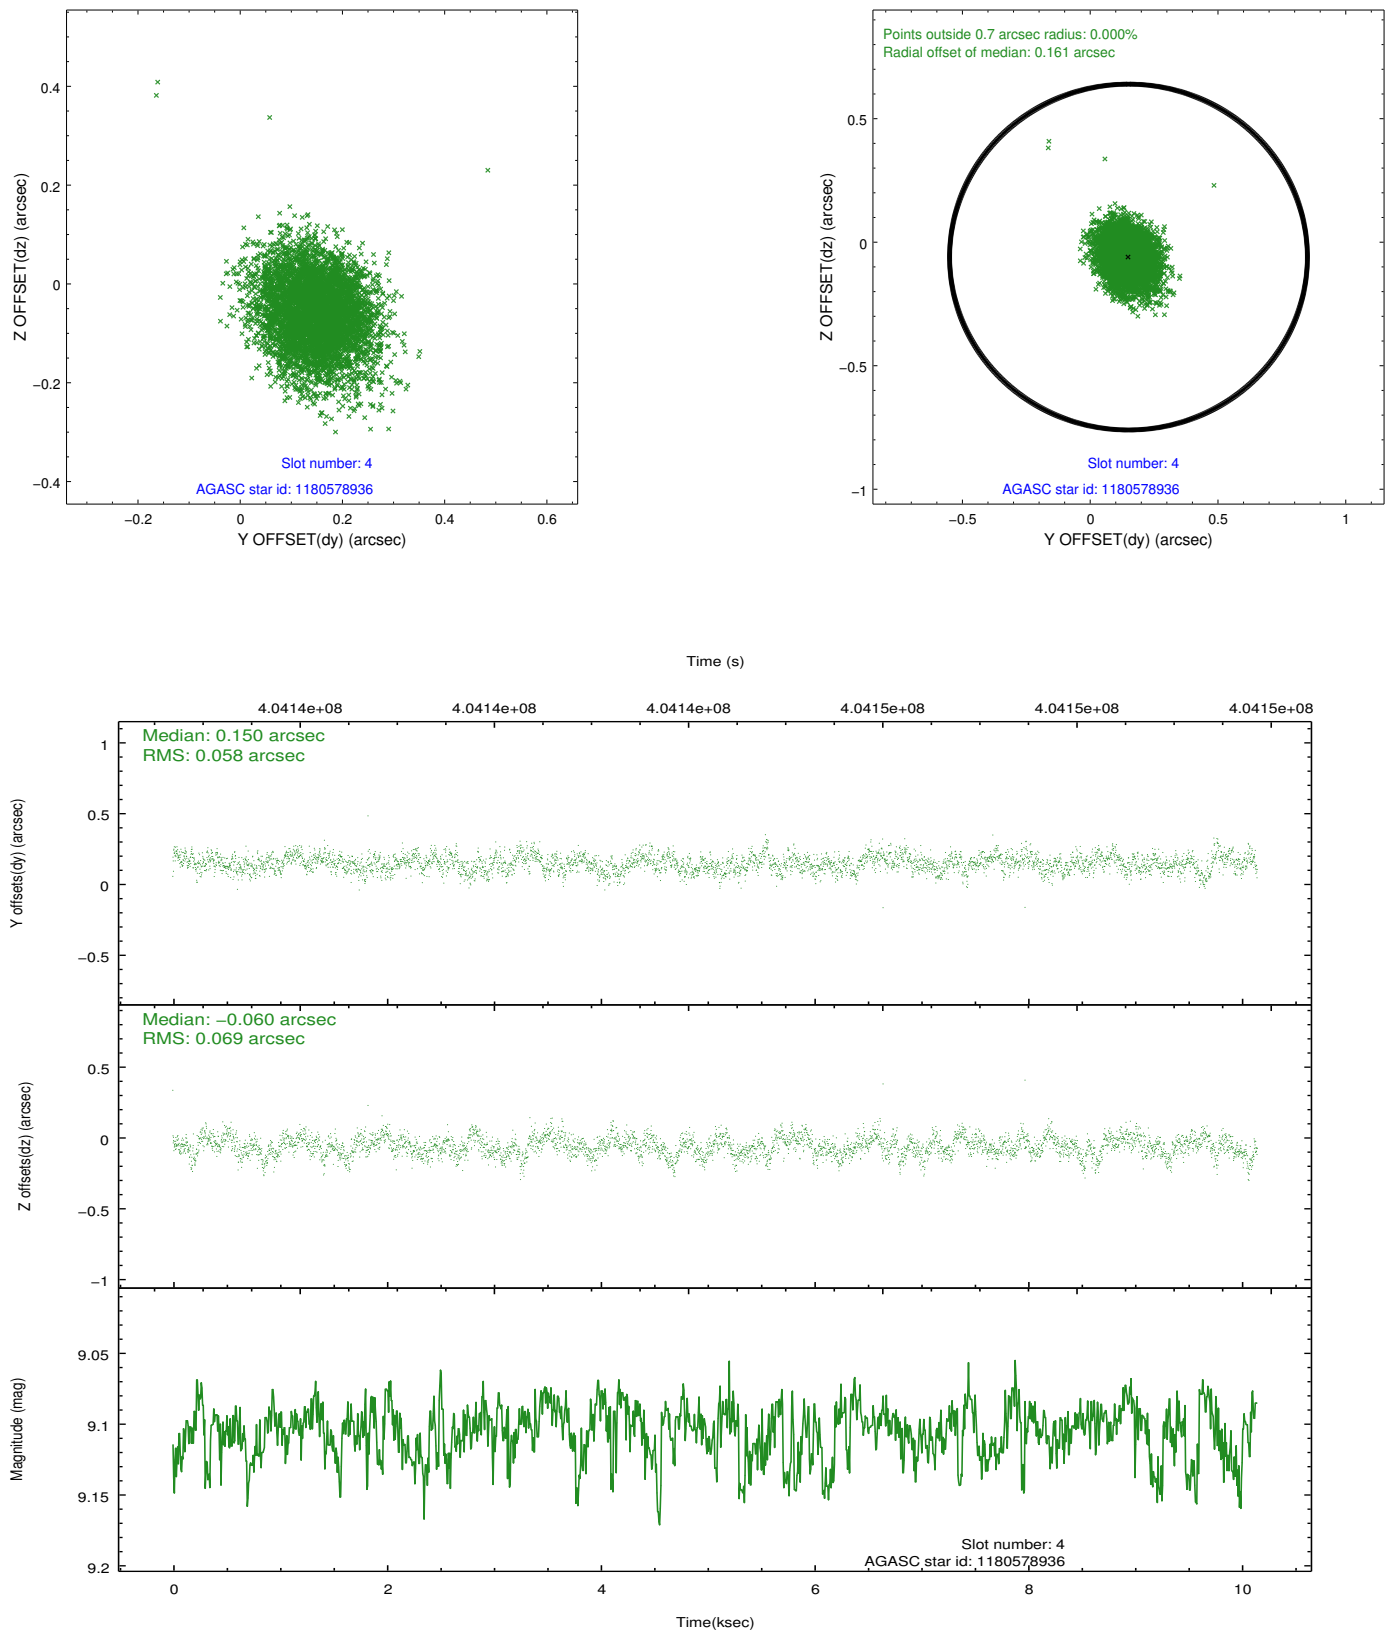 0.4
0.2
0
−0.2
−0.4
Z OFFSET(dz) (arcsec)
Slot number: 4
AGASC star id: 1180578936
−0.2 0 0.2 0.4 0.6
Y OFFSET(dy) (arcsec)
Points outside 0.7 arcsec radius: 0.000%
Radial offset of median: 0.161 arcsec
0.5
0
−0.5
−1
Z OFFSET(dz) (arcsec)
Slot number: 4
AGASC star id: 1180578936
−0.5 0 0.5 1
Y OFFSET(dy) (arcsec)
Time (s)
4.0414e+08 4.0414e+08 4.0414e+08 4.0415e+08 4.0415e+08 4.0415e+08
Median: 0.150 arcsec
RMS: 0.058 arcsec
1
0.5
0
−0.5
Y offsets(dy) (arcsec)
Median: −0.060 arcsec
RMS: 0.069 arcsec
0.5
0
−0.5
−1
Z offsets(dz) (arcsec)
9.05
9.1
9.15
9.2
Magnitude (mag)
Slot number: 4
AGASC star id: 1180578936
0 2 4 6 8 10
Time(ksec)